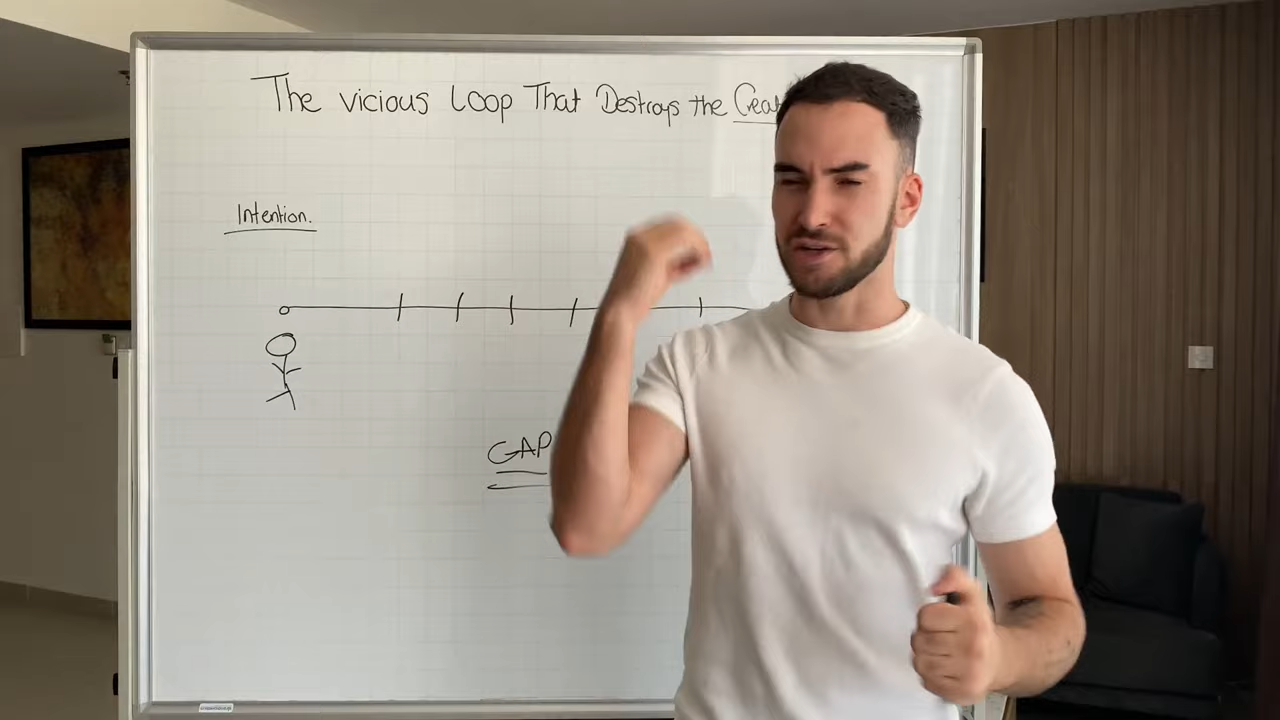 The vicious Loop That Destroys the
Intention.
GAP